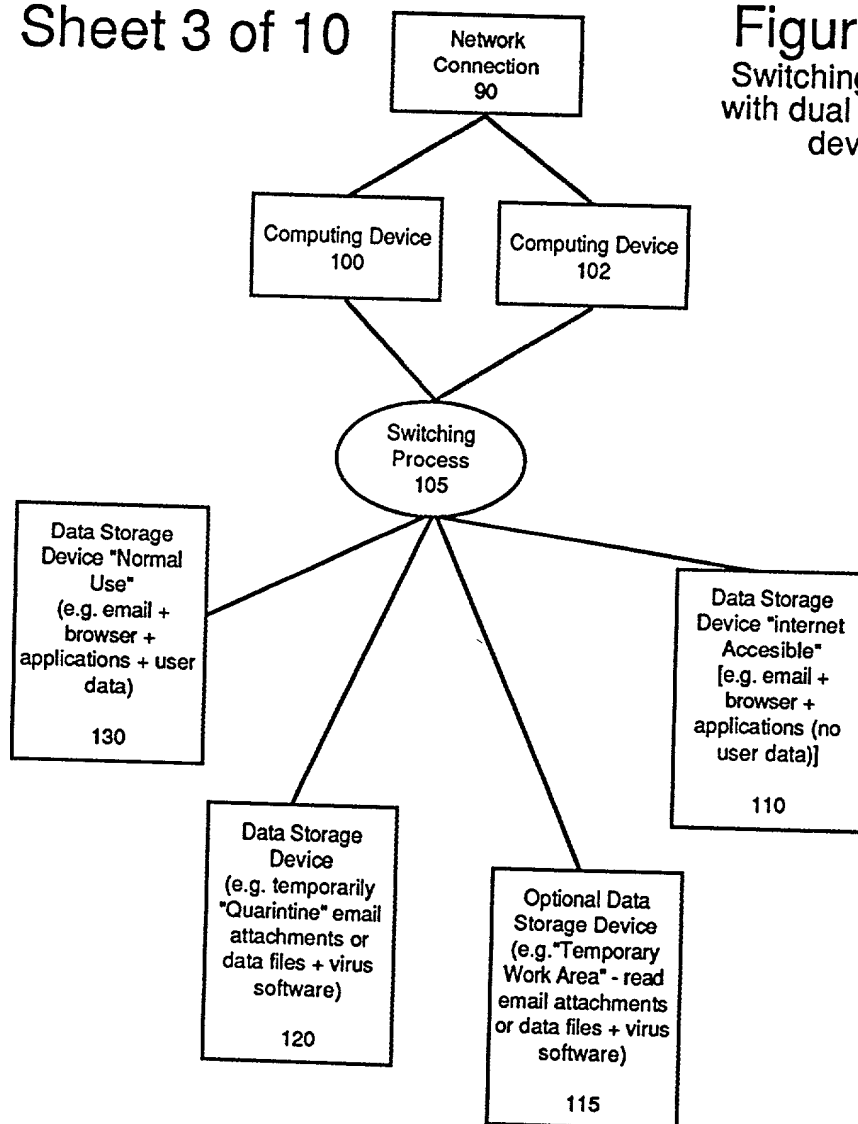 Sheet 3 of 10
Figur
Switching
with dual
dev
Network
Connection
90
Computing Device
100
Computing Device
102
Switching
Process
105
Data Storage
Device "Normal
Use"
(e.g. email +
browser +
applications + user
data)
130
Data Storage
Device "internet
Accesible"
[e.g. email +
browser +
applications (no
user data)]
110
Data Storage
Device
(e.g. temporarily
"Quarintine" email
attachments or
data files + virus
software)
120
Optional Data
Storage Device
(e.g."Temporary
Work Area" - read
email attachments
or data files + virus
software)
115